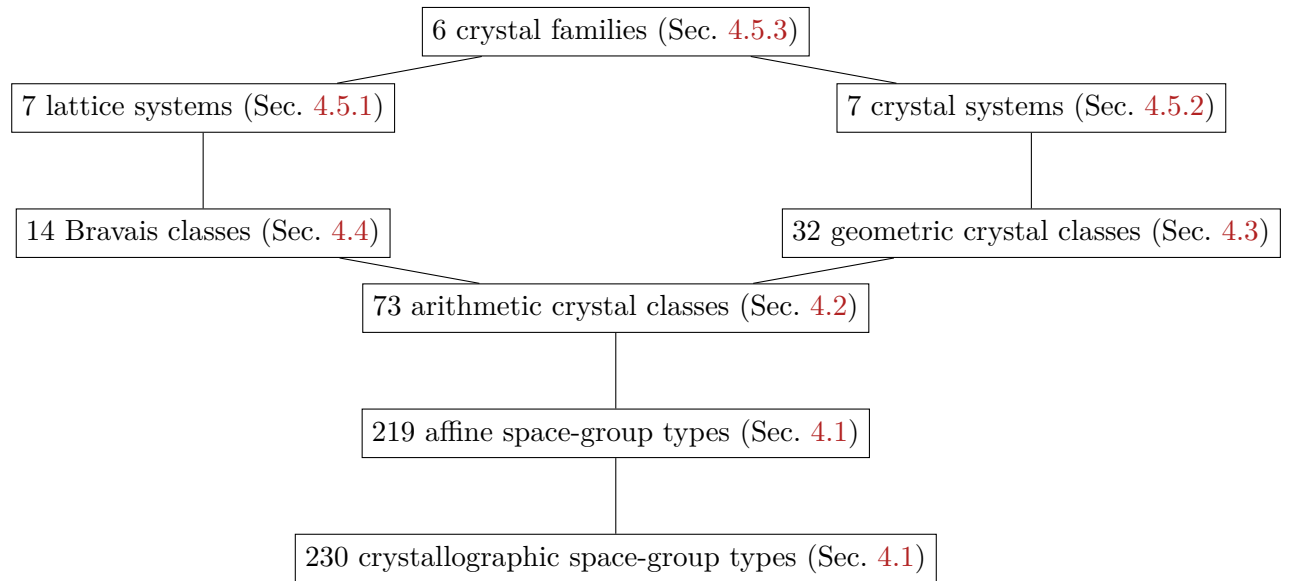 6 crystal families (Sec. 4.5.3)
7 lattice systems (Sec. 4.5.1)
7 crystal systems (Sec. 4.5.2)
14 Bravais classes (Sec. 4.4)
32 geometric crystal classes (Sec. 4.3)
73 arithmetic crystal classes (Sec. 4.2)
219 affine space-group types (Sec. 4.1)
230 crystallographic space-group types (Sec. 4.1)